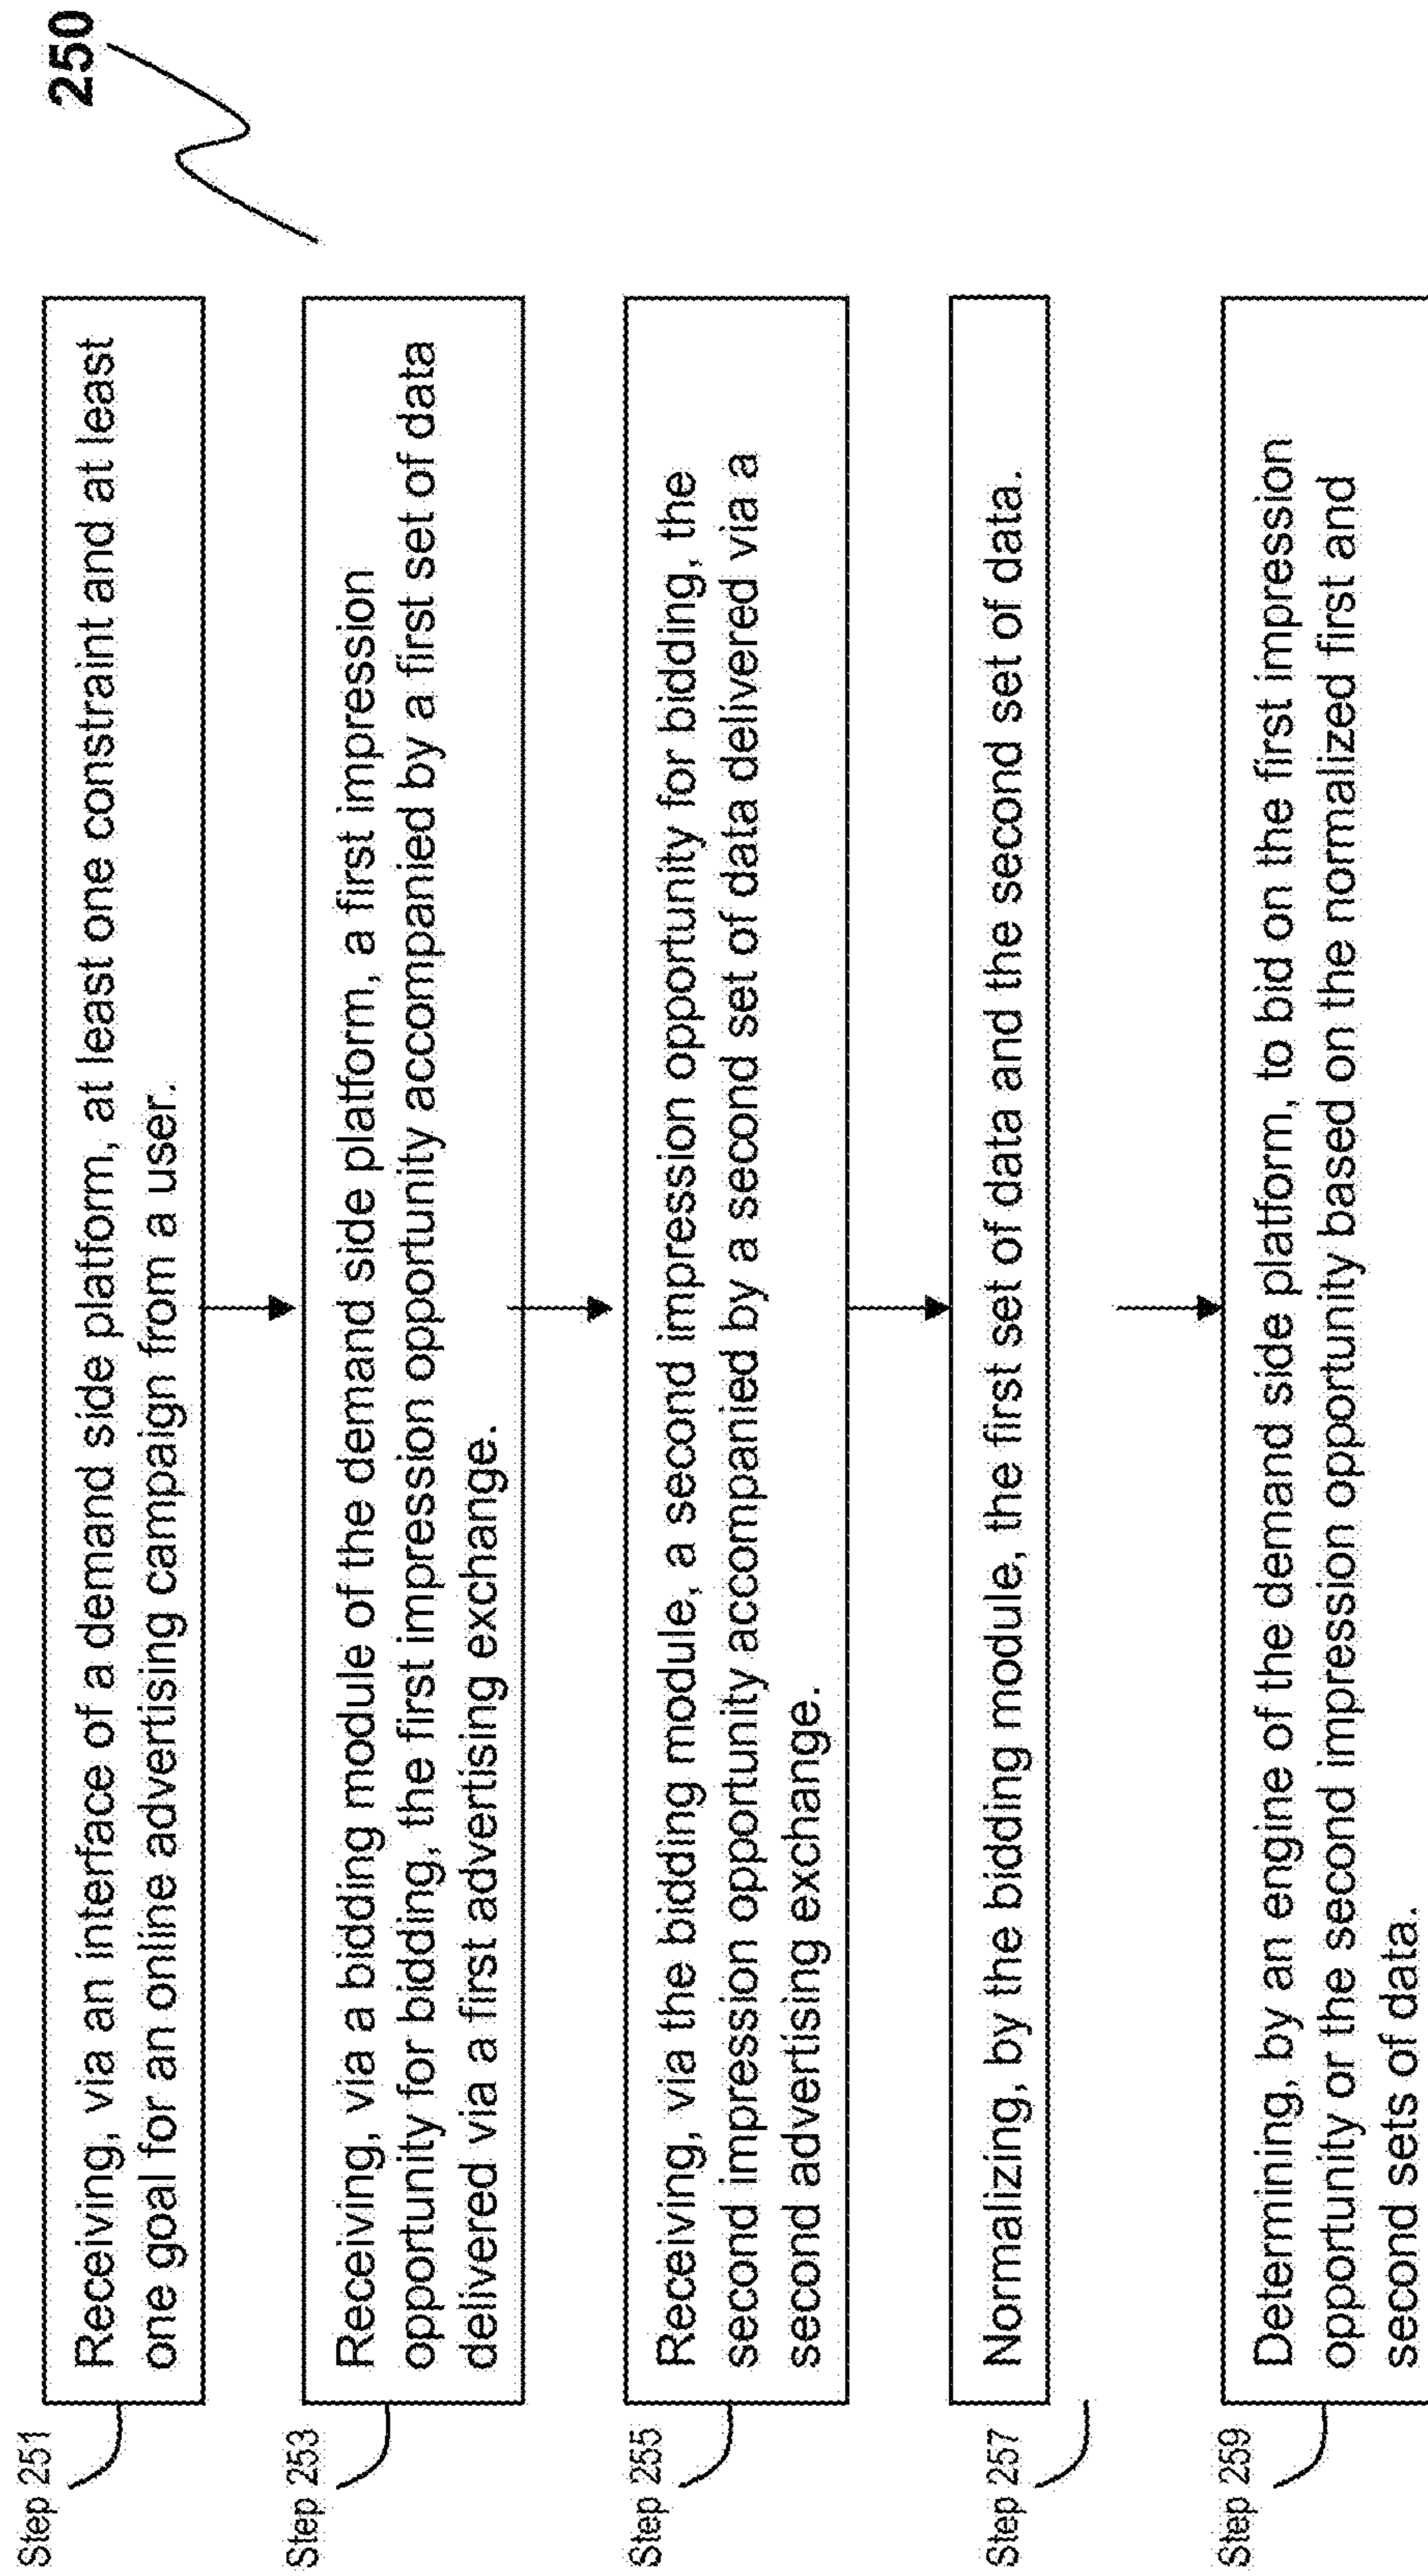 250
Step 251
Receiving, via an interface of a demand side platform, at least one constraint and at least
one goal for an online advertising campaign from a user.
Step 253
Receiving, via a bidding module of the demand side platform, a first impression
opportunity for bidding, the first impression opportunity accompanied by a first set of data
delivered via a first advertising exchange.
Step 255
Receiving, via the bidding module, a second impression opportunity for bidding, the
second impression opportunity accompanied by a second set of data delivered via a
second advertising exchange.
Step 257
Normalizing, by the bidding module, the first set of data and the second set of data.
Step 259
Determining, by an engine of the demand side platform, to bid on the first impression
opportunity or the second impression opportunity based on the normalized first and
second sets of data.